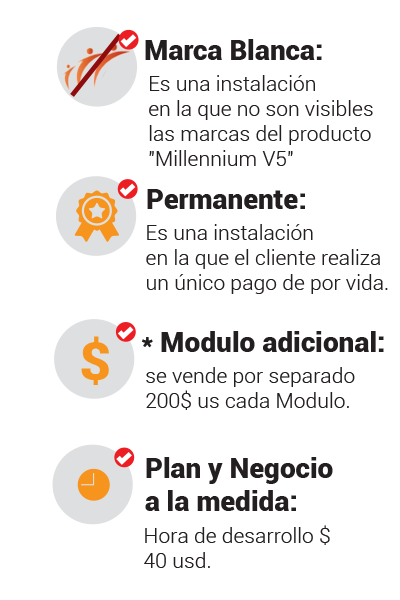 Marca Blanca:
Es una instalación
en la que no son visibles
las marcas del producto
"Millennium V5"
Permanente:
Es una instalación
en la que el cliente realiza
un único pago de por vida.
$
* Modulo adicional:
se vende por separado
200$ us cada Modulo.
Plan y Negocio
a la medida:
Hora de desarrollo $
40 usd.